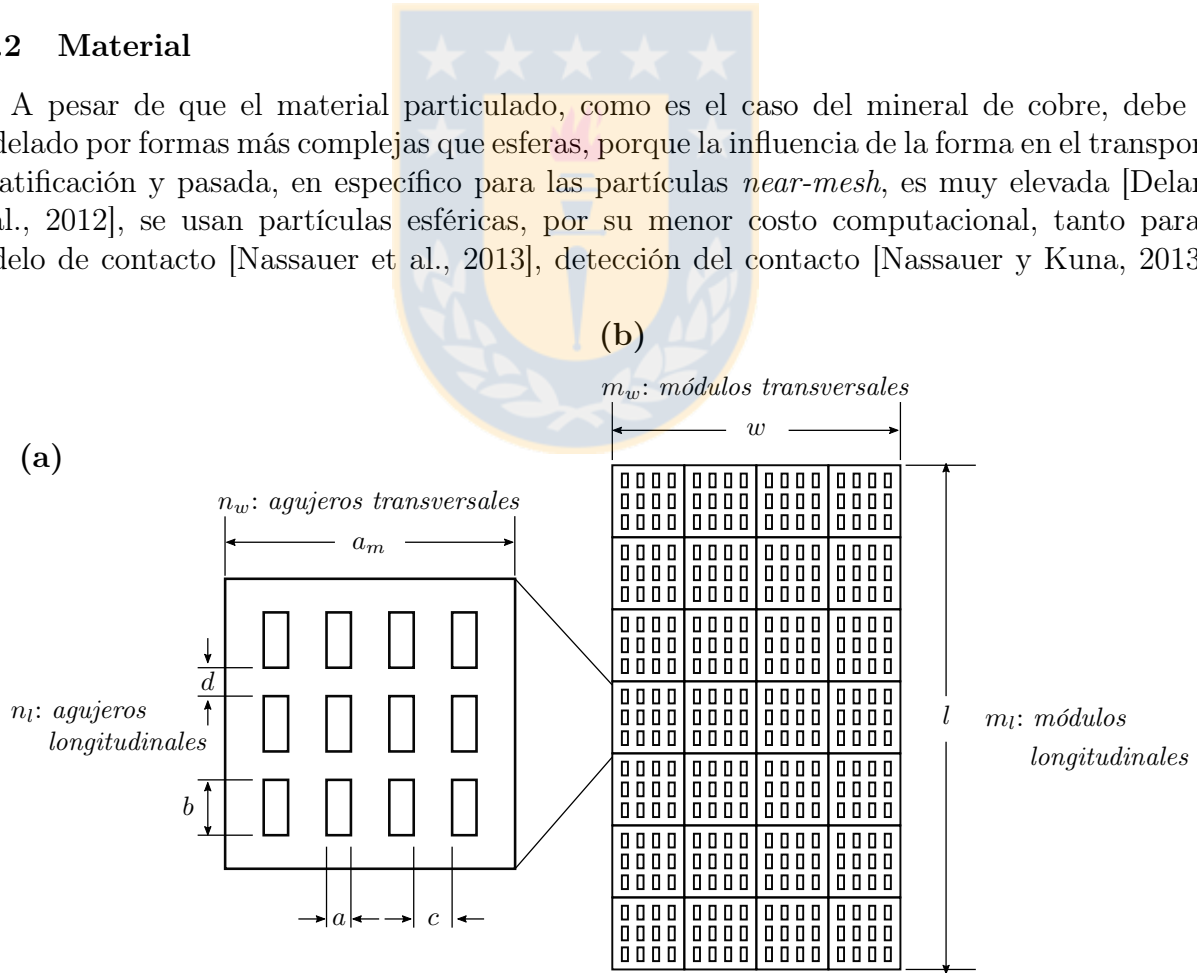 .2 Material
A pesar de que el material particulado, como es el caso del mineral de cobre, debe
delado por formas más complejas que esferas, porque la influencia de la forma en el transpor
atificación y pasada, en específico para las partículas near-mesh, es muy elevada [Delan
al., 2012], se usan partículas esféricas, por su menor costo computacional, tanto para
delo de contacto [Nassauer et al., 2013], detección del contacto [Nassauer y Kuna, 2013
(b)
m_w: módulos transversales
w
(a)
n_w: agujeros transversales
a_m
d
n_l: agujeros
longitudinales
b
a
c
l
m_l: módulos
longitudinales